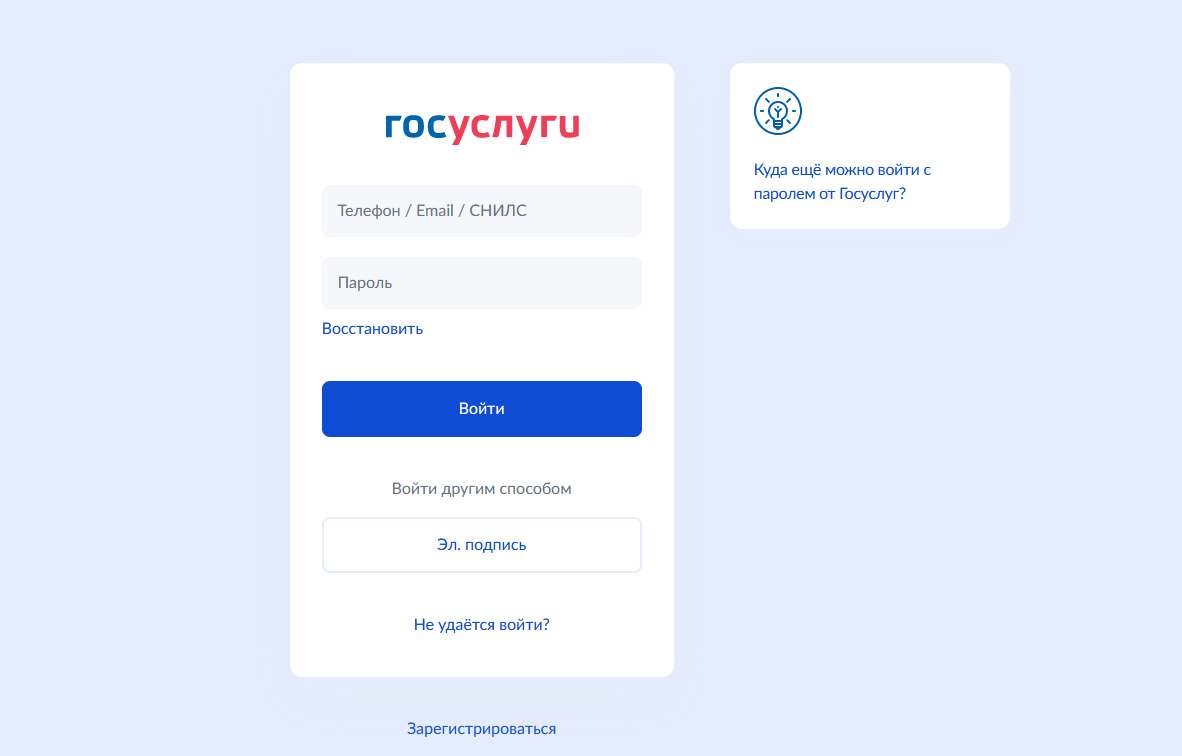 госуслуги
Телефон / Email / СНИЛС
Пароль
Восстановить
Войти
Войти другим способом
Эл. подпись
Не удаётся войти?
Зарегистрироваться
Куда ещё можно войти с
паролем от Госуслуг?